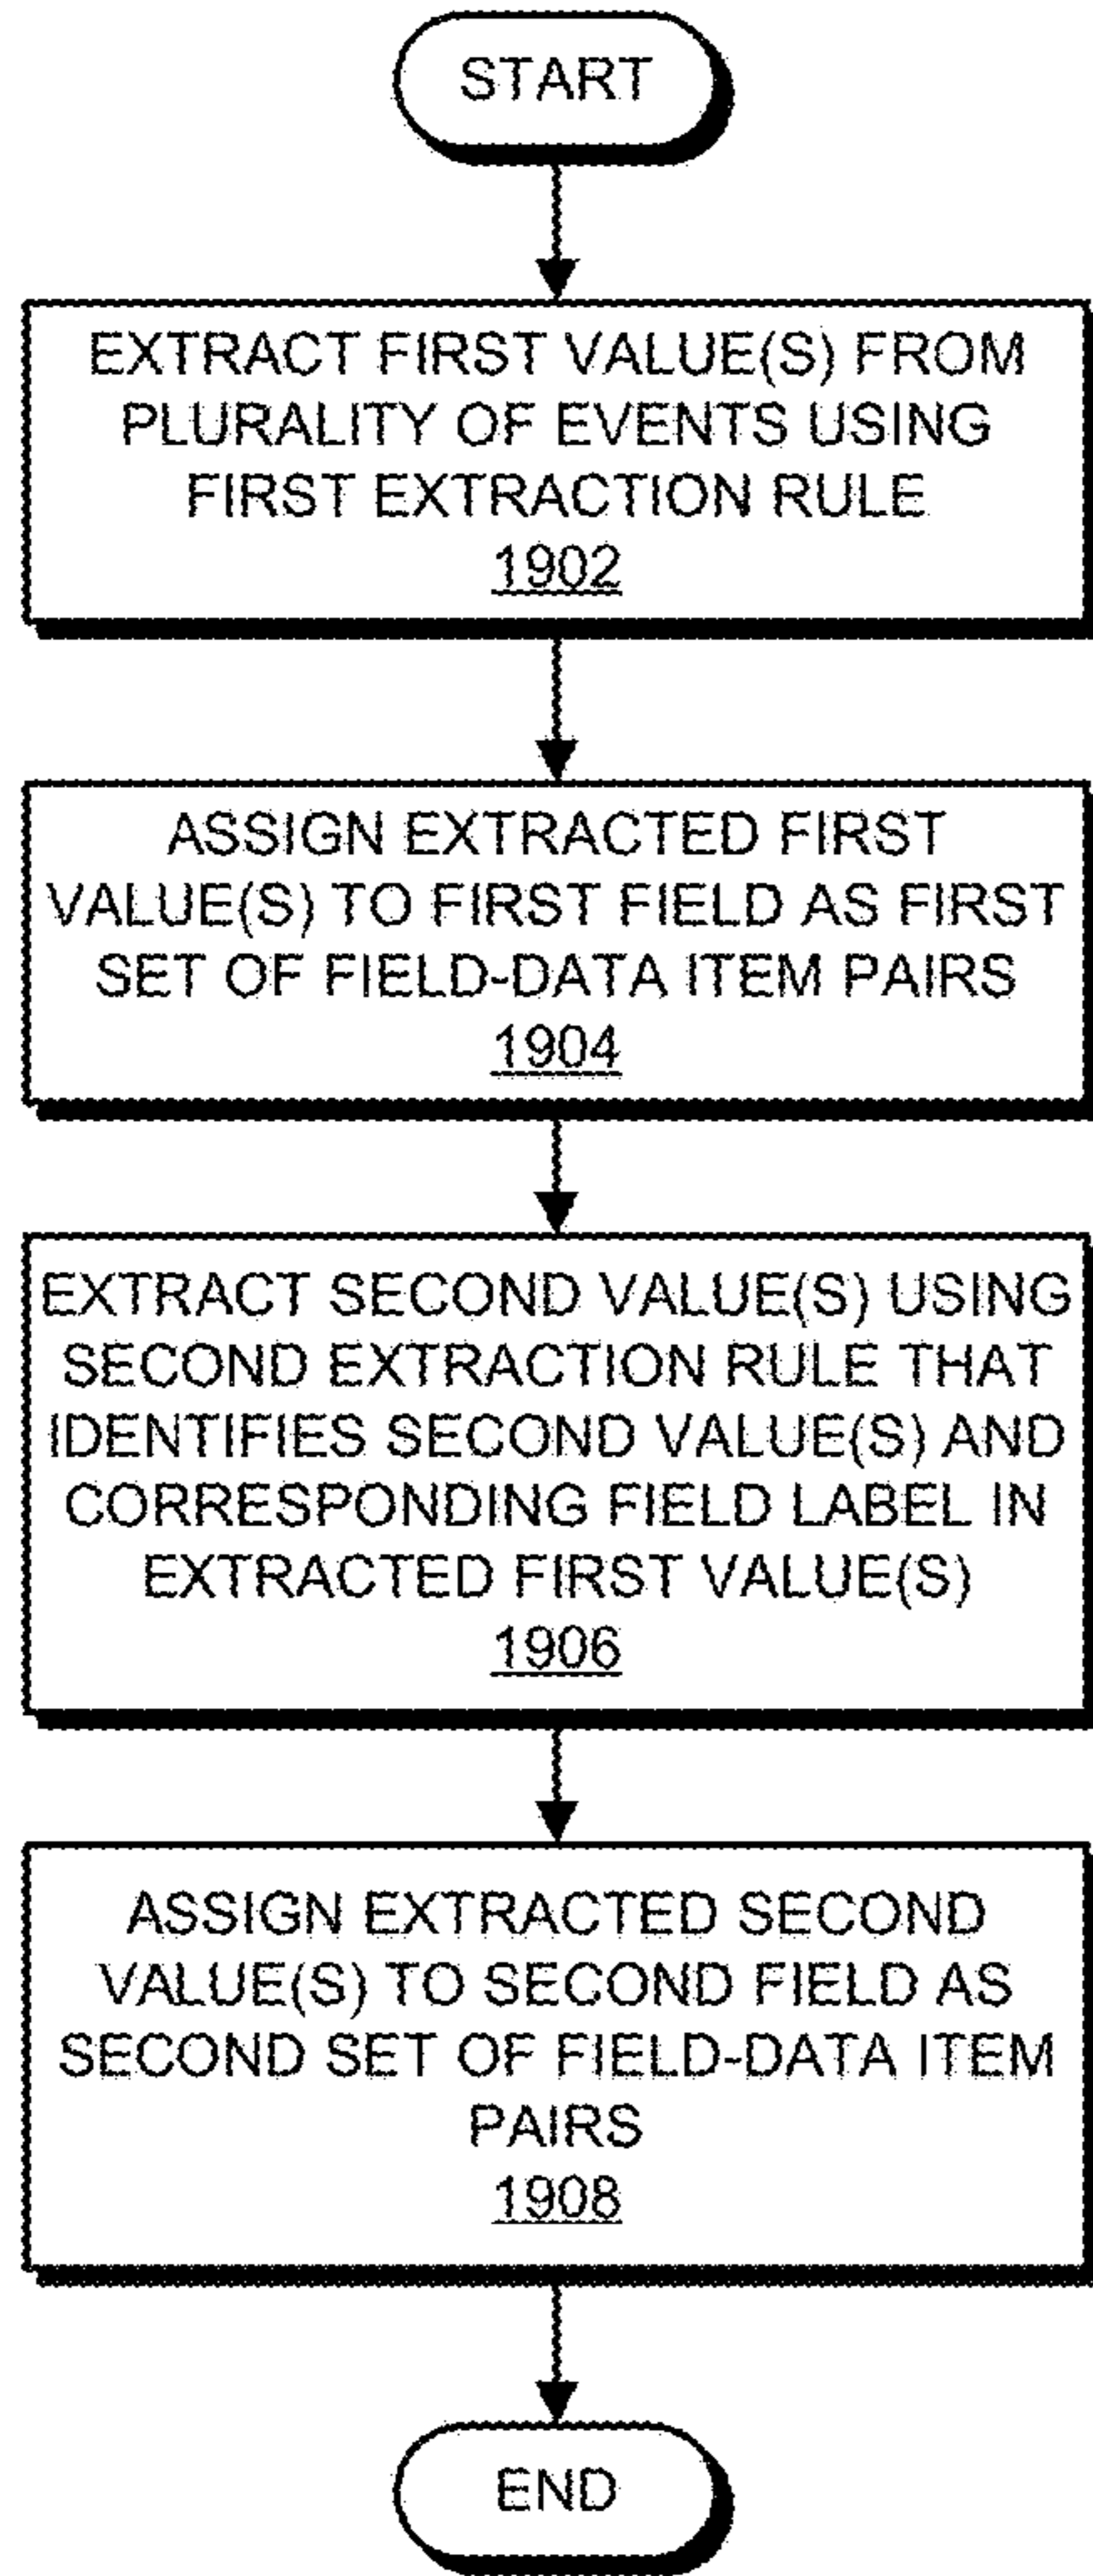 START
EXTRACT FIRST VALUE(S) FROM
PLURALITY OF EVENTS USING
FIRST EXTRACTION RULE
1902
ASSIGN EXTRACTED FIRST
VALUE(S) TO FIRST FIELD AS FIRST
SET OF FIELD-DATA ITEM PAIRS
1904
EXTRACT SECOND VALUE(S) USING
SECOND EXTRACTION RULE THAT
IDENTIFIES SECOND VALUE(S) AND
CORRESPONDING FIELD LABEL IN
EXTRACTED FIRST VALUE(S)
1906
ASSIGN EXTRACTED SECOND
VALUE(S) TO SECOND FIELD AS
SECOND SET OF FIELD-DATA ITEM
PAIRS
1908
END